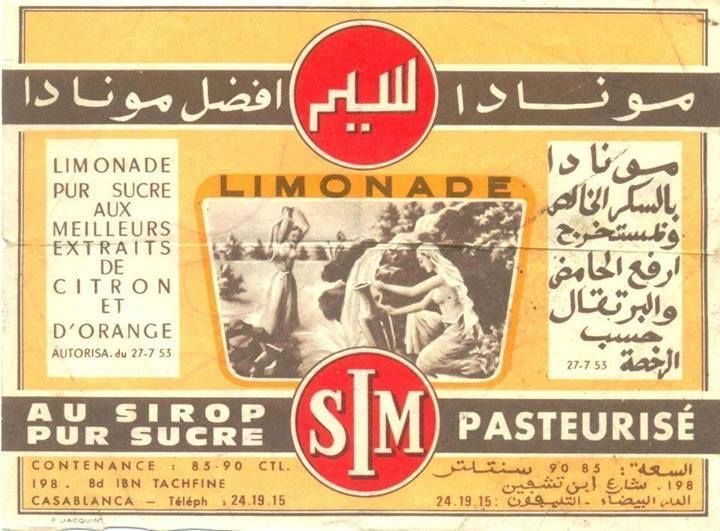 مونادا سيم افضل مونادا
LIMONADE
LIMONADE
PUR SUCRE
AUX
MEILLEURS
EXTRAITS
DE
CITRON
ET
D'ORANGE
AUTORISA. du 27-7 53
مونادا
بالسكر الخالص
وبمستخرج
ارفع الحامض
والبرتقال
حسب
الرخصة 27-7 53
AU SIROP
PUR SUCRE
SIM
PASTEURISÉ
CONTENANCE : 85-90 CTL.
198. Bd IBN TACHFINE
CASABLANCA — Téléph : 24.19.15
السعة: 85 90 سنتلتر
198. شارع ابن تشفين
الدار البيضاء - التليفون: 24.19.15
F. JACQUIN